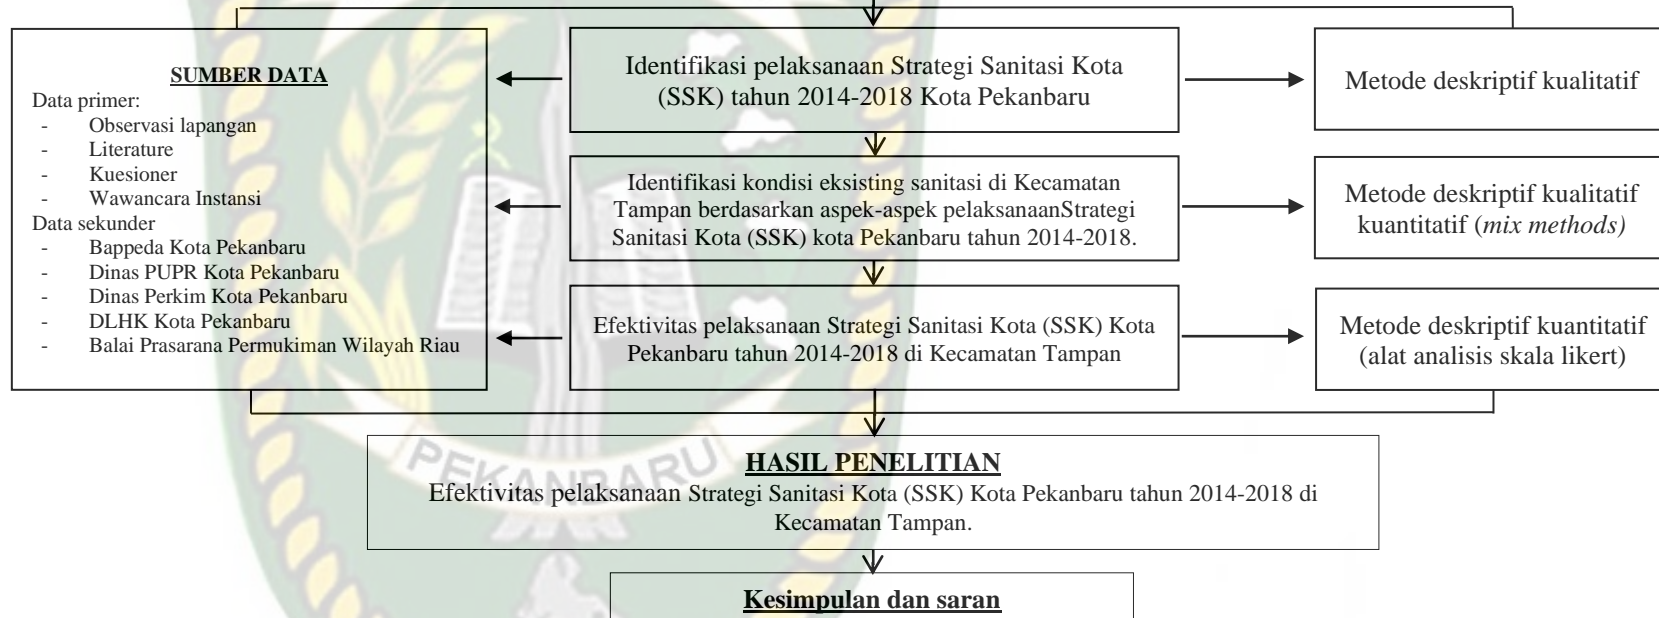 SUMBER DATA
Data primer:
- Observasi lapangan
- Literature
- Kuesioner
- Wawancara Instansi
Data sekunder
- Bappeda Kota Pekanbaru
- Dinas PUPR Kota Pekanbaru
- Dinas Perkim Kota Pekanbaru
- DLHK Kota Pekanbaru
- Balai Prasarana Permukiman Wilayah Riau
Identifikasi pelaksanaan Strategi Sanitasi Kota
(SSK) tahun 2014-2018 Kota Pekanbaru
Metode deskriptif kualitatif
Identifikasi kondisi eksisting sanitasi di Kecamatan
Tampan berdasarkan aspek-aspek pelaksanaanStrategi
Sanitasi Kota (SSK) kota Pekanbaru tahun 2014-2018.
Metode deskriptif kualitatif
kuantitatif (mix methods)
Efektivitas pelaksanaan Strategi Sanitasi Kota (SSK) Kota
Pekanbaru tahun 2014-2018 di Kecamatan Tampan
Metode deskriptif kuantitatif
(alat analisis skala likert)
PEKANBARU
HASIL PENELITIAN
Efektivitas pelaksanaan Strategi Sanitasi Kota (SSK) Kota Pekanbaru tahun 2014-2018 di
Kecamatan Tampan.
Kesimpulan dan saran